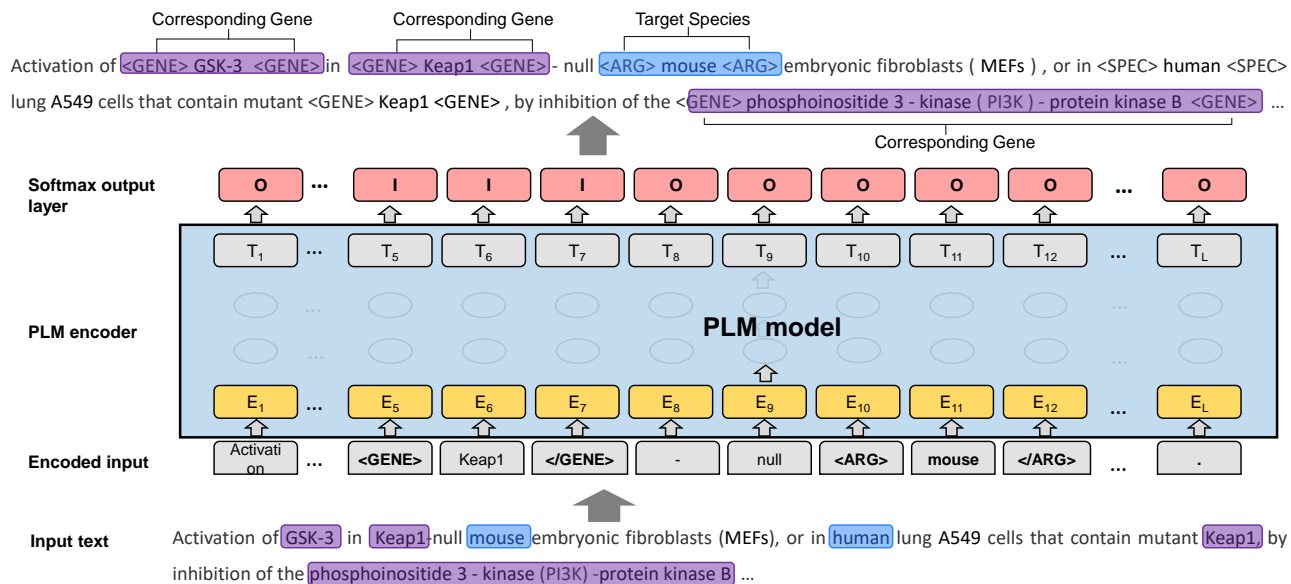 Corresponding Gene Corresponding Gene Target Species
Activation of <GENE> GSK-3 <GENE> in <GENE> Keap1 <GENE> - null <ARG> mouse <ARG> embryonic fibroblasts ( MEFs ) , or in <SPEC> human <SPEC>
lung A549 cells that contain mutant <GENE> Keap1 <GENE> , by inhibition of the <GENE> phosphoinositide 3 - kinase ( PI3K ) - protein kinase B <GENE> ...
Corresponding Gene
Softmax output
layer
O ... I I I O O O O O ... O
T1 ... T5 T6 T7 T8 T9 T10 T11 T12 ... TL
... ...
PLM encoder
PLM model
... ...
E1 ... E5 E6 E7 E8 E9 E10 E11 E12 ... EL
Encoded input
Activati
on ... <GENE> Keap1 </GENE> - null <ARG> mouse </ARG> ... .
Input text
Activation of GSK-3 in Keap1-null mouse embryonic fibroblasts (MEFs), or in human lung A549 cells that contain mutant Keap1, by
inhibition of the phosphoinositide 3 - kinase (PI3K) -protein kinase B ...